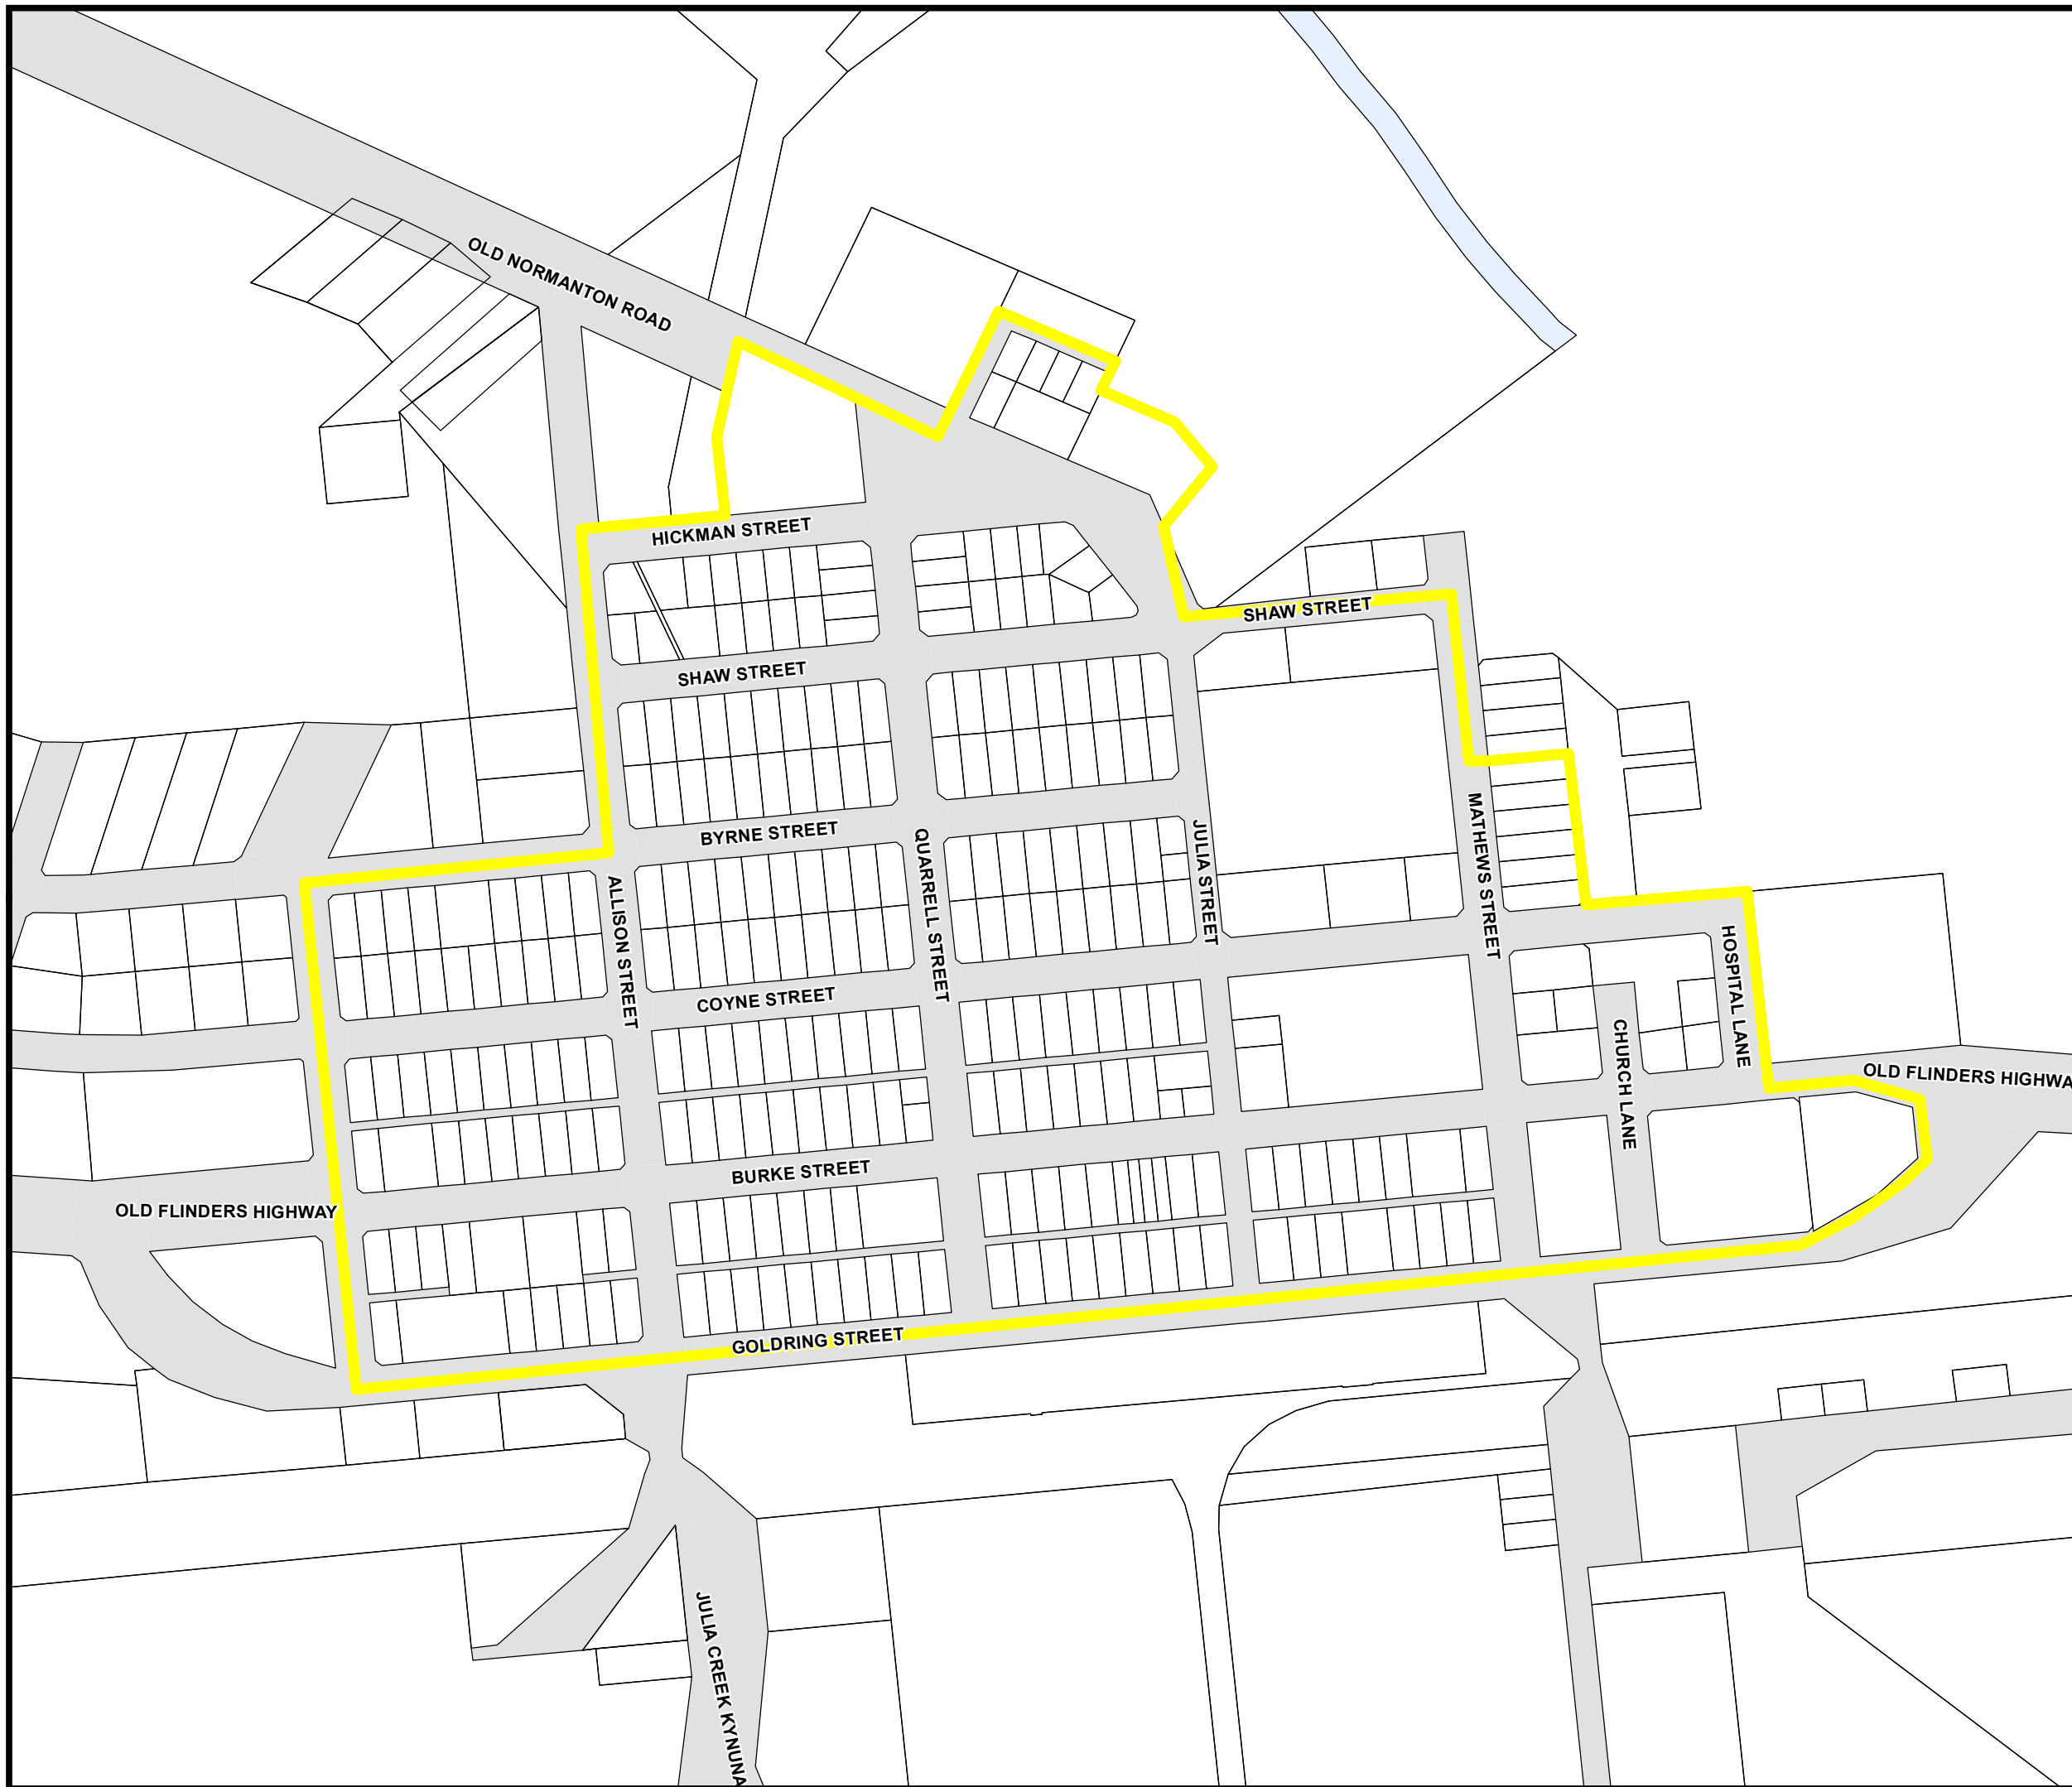 OLD NORMANTON ROAD
HICKMAN STREET
SHAW STREET
SHAW STREET
BYRNE STREET
QUARRELL STREET
JULIA STREET
MATHEWS STREET
ALLISON STREET
COYNE STREET
HOSPITAL LANE
CHURCH LANE
OLD FLINDERS HIGHWA
BURKE STREET
OLD FLINDERS HIGHWAY
GOLDRING STREET
JULIA CREEK KYNUNA